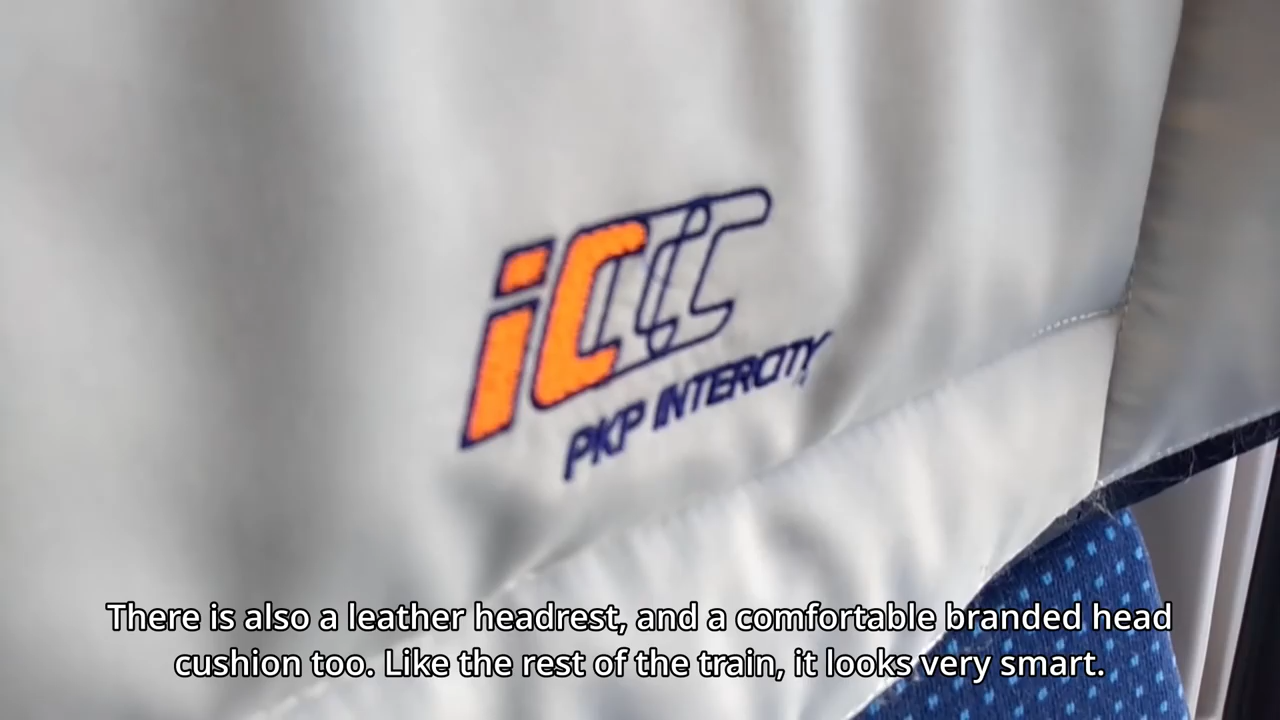 iC
PKP INTERCITY
There is also a leather headrest, and a comfortable branded head
cushion too. Like the rest of the train, it looks very smart.